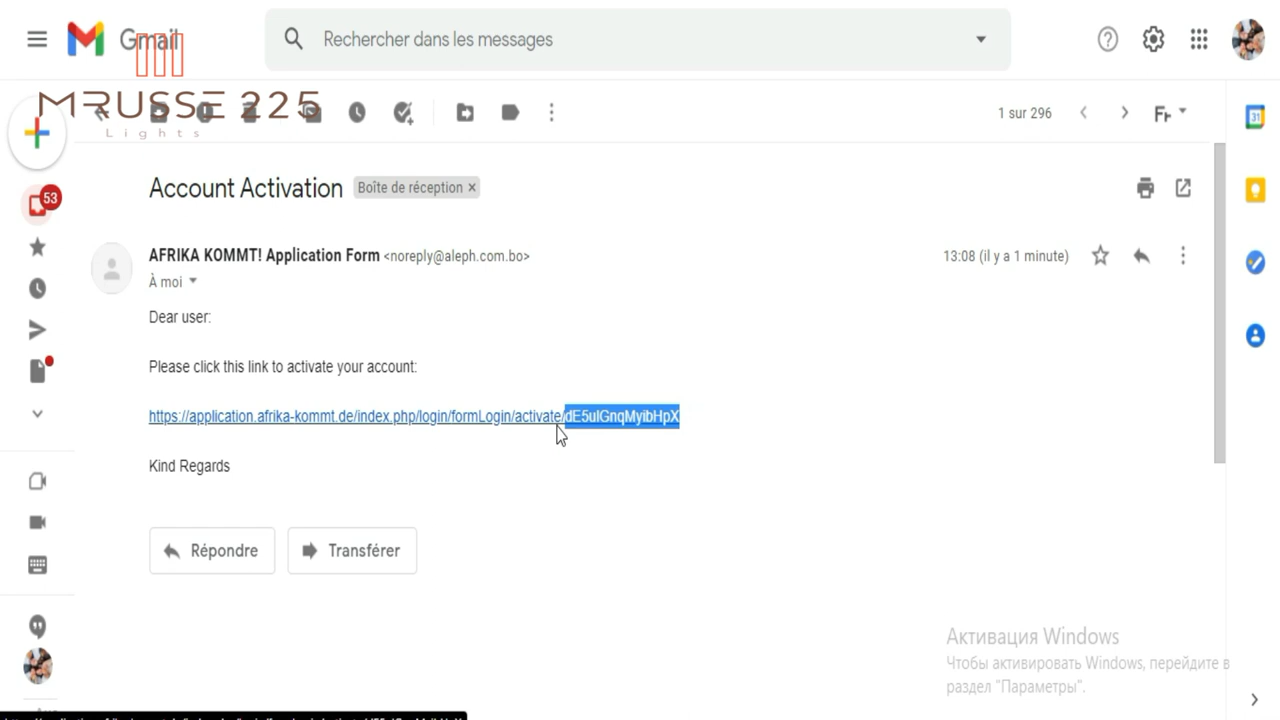 Gmail
Rechercher dans les messages
MRUSSE 225
Lights
1 sur 296
Fr
31
53
Account Activation
Boîte de réception ×
AFRIKA KOMMT! Application Form <noreply@aleph.com.bo>
13:08 (il y a 1 minute)
À moi
Dear user:
Please click this link to activate your account:
https://application.afrika-kommt.de/index.php/login/formLogin/activate/dE5ulGnqMyibHpX
Kind Regards
Répondre
Transférer
Активация Windows
Чтобы активировать Windows, перейдите в
раздел "Параметры".